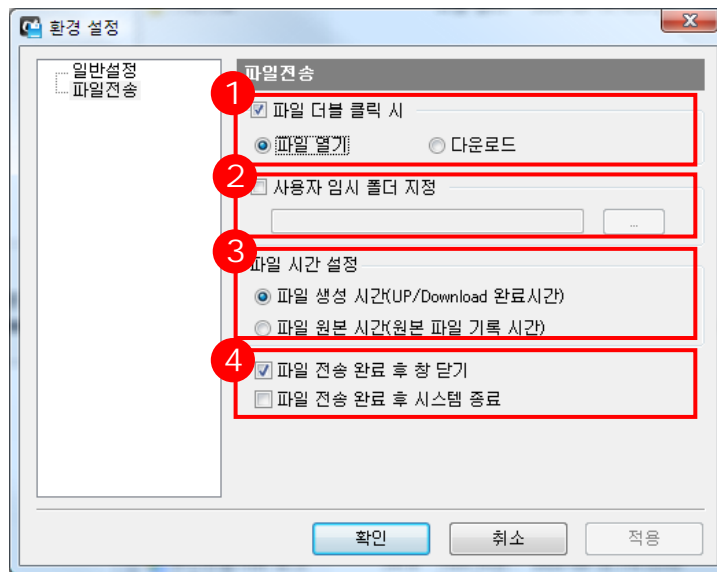 환경 설정
일반설정
파일전송
파일전송
1
파일 더블 클릭 시
파일 열기 다운로드
2
사용자 임시 폴더 지정
...
3
파일 시간 설정
파일 생성 시간(UP/Download 완료시간)
파일 원본 시간(원본 파일 기록 시간)
4
파일 전송 완료 후 창 닫기
파일 전송 완료 후 시스템 종료
확인 취소 적용